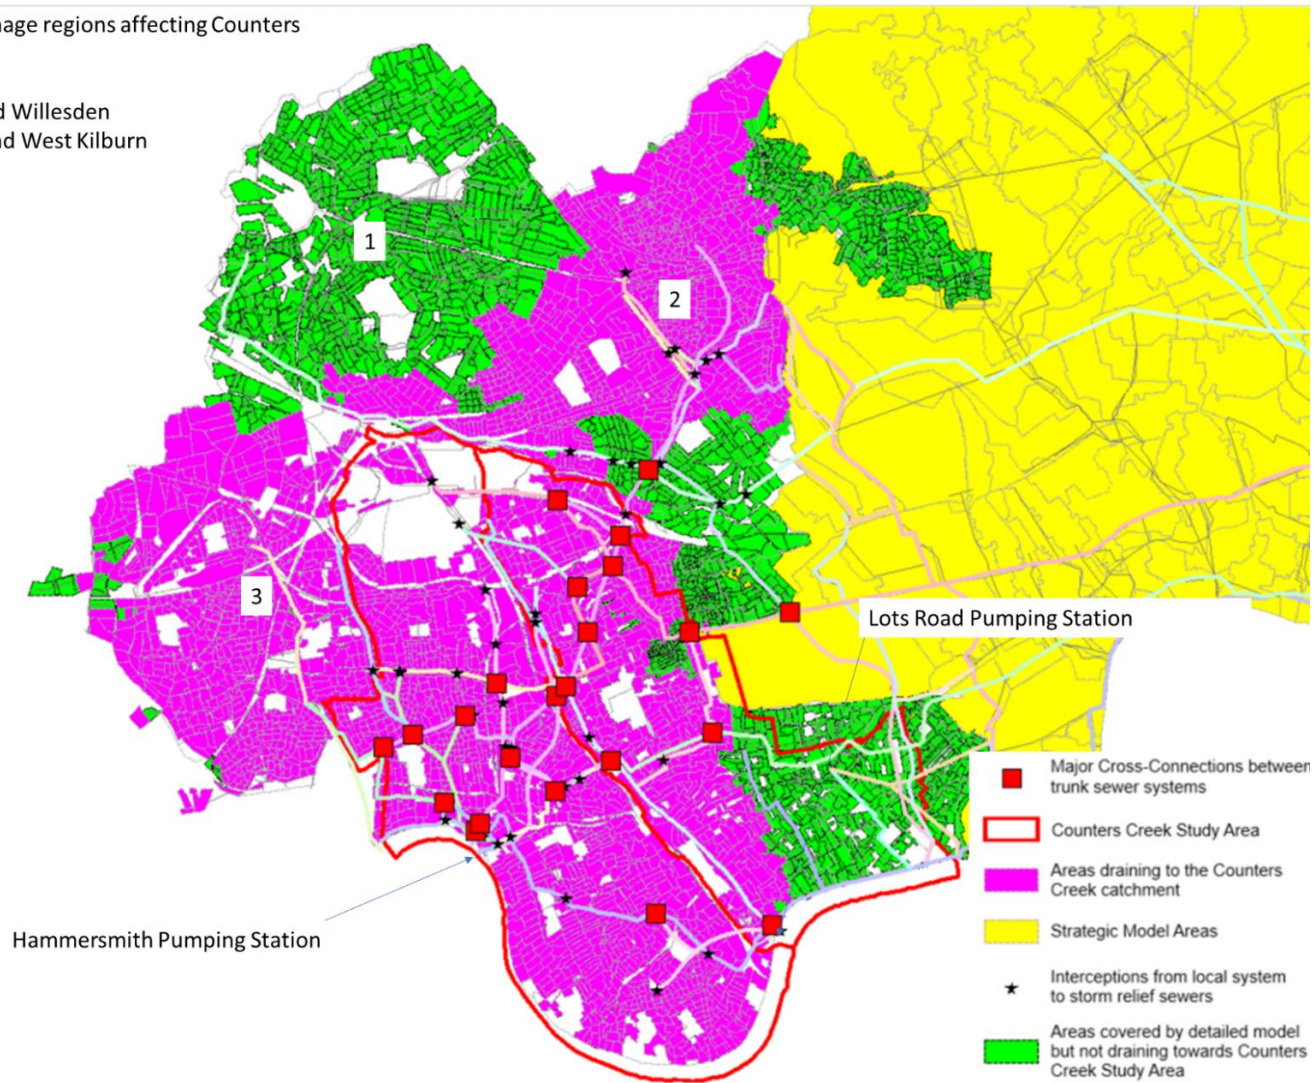 nage regions affecting Counters
d Willesden
nd West Kilburn
1
2
3
Lots Road Pumping Station
Hammersmith Pumping Station
Major Cross-Connections between
trunk sewer systems
Counters Creek Study Area
Areas draining to the Counters
Creek catchment
Strategic Model Areas
Interceptions from local system
to storm relief sewers
Areas covered by detailed model
but not draining towards Counters
Creek Study Area